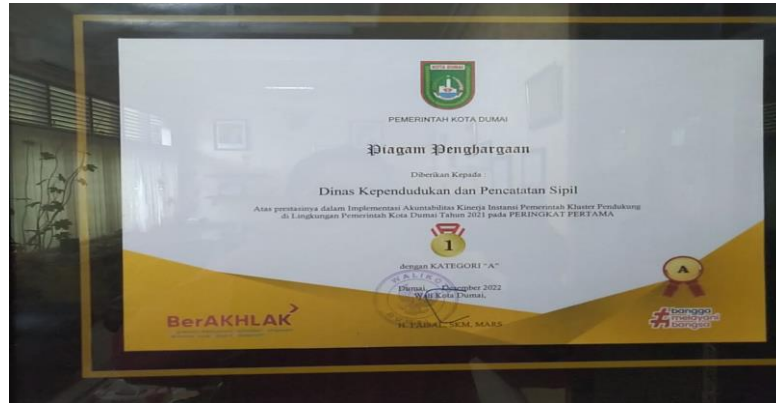 KOTA DUMAI
PEMERINTAH KOTA DUMAI
Piagam Penghargaan
Diberikan Kepada :
Dinas Kependudukan dan Pencatatan Sipil
Atas prestasinya dalam Implementasi Akuntabilitas Kinerja Instansi Pemerintah Kluster Pendukung
di Lingkungan Pemerintah Kota Dumai Tahun 2021 pada PERINGKAT PERTAMA
1
dengan KATEGORI "A"
WALIKO
Dumai, Desember 2022
Wali Kota Dumai,
H. PAISAL, SKM, MARS
A
BerAKHLAK
#bangga
melayani
bangsa